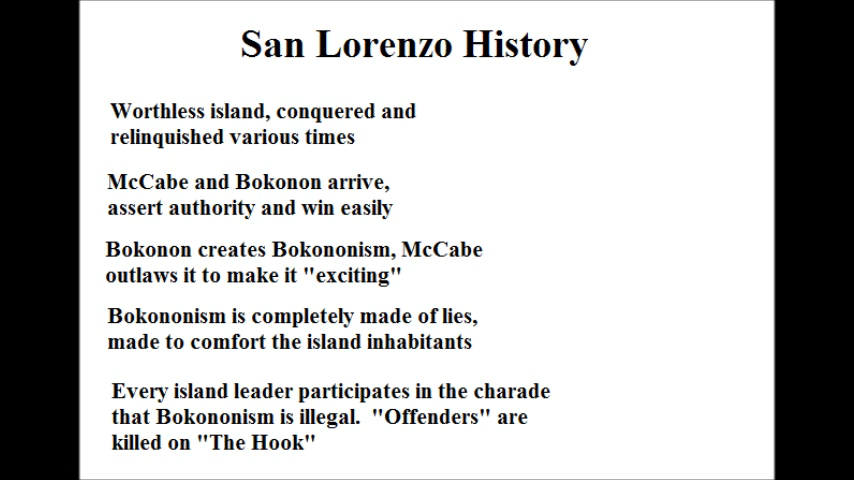 San Lorenzo History
Worthless island, conquered and
relinquished various times
McCabe and Bokonon arrive,
assert authority and win easily
Bokonon creates Bokononism, McCabe
outlaws it to make it "exciting"
Bokononism is completely made of lies,
made to comfort the island inhabitants
Every island leader participates in the charade
that Bokononism is illegal.  "Offenders" are
killed on "The Hook"